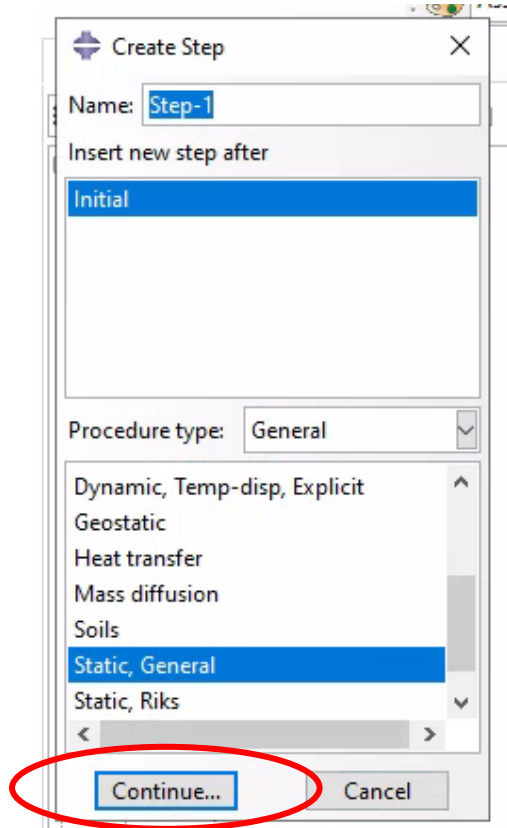 Create Step
Name: Step-1
Insert new step after
Initial
Procedure type: General
Dynamic, Temp-disp, Explicit
Geostatic
Heat transfer
Mass diffusion
Soils
Static, General
Static, Riks
Continue... Cancel